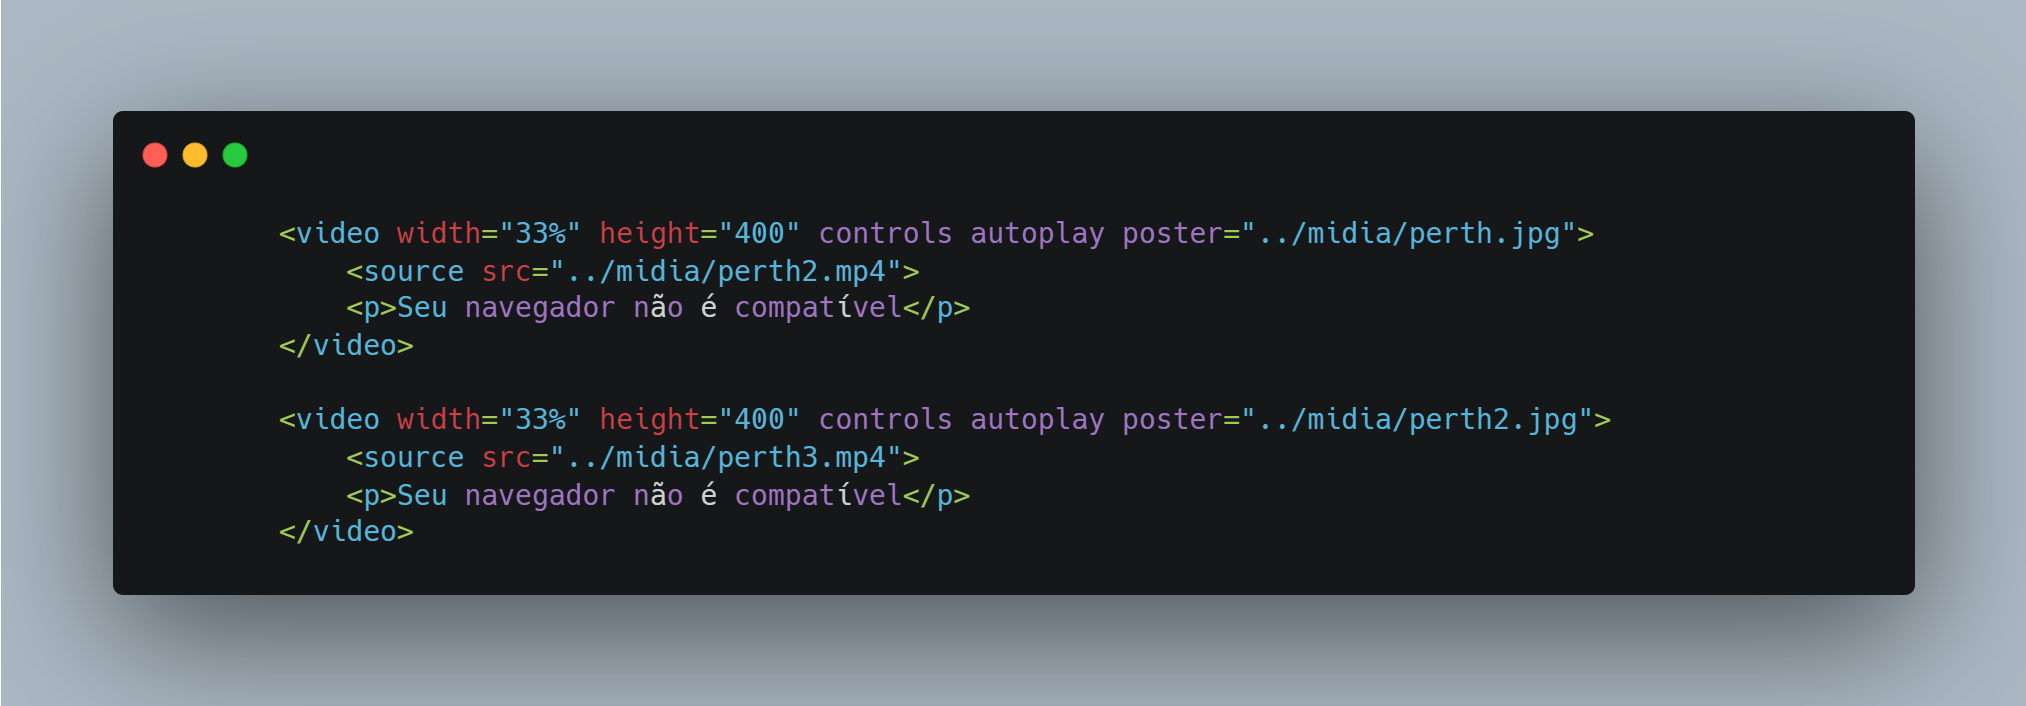 <video width="33%" height="400" controls autoplay poster="../midia/perth.jpg">
<source src="../midia/perth2.mp4">
<p>Seu navegador não é compatível</p>
</video>
<video width="33%" height="400" controls autoplay poster="../midia/perth2.jpg">
<source src="../midia/perth3.mp4">
<p>Seu navegador não é compatível</p>
</video>